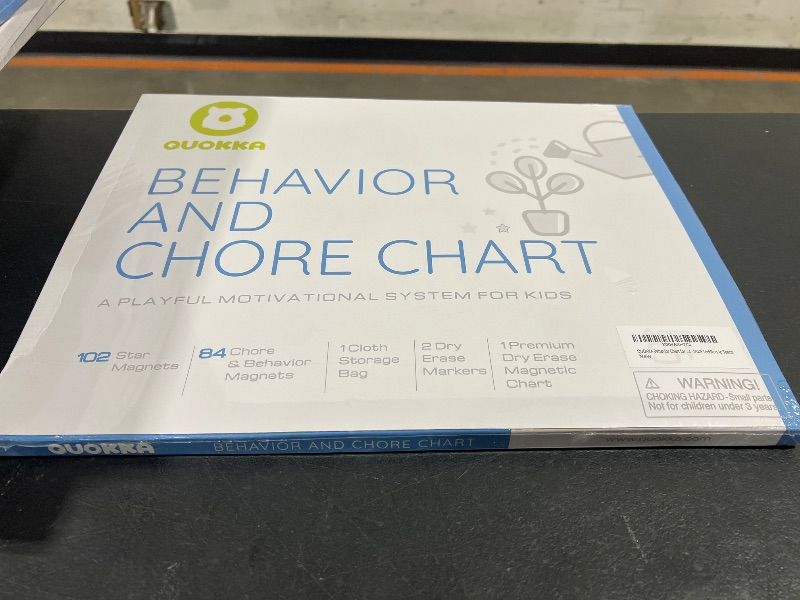 QUOKKA
BEHAVIOR
AND
CHORE CHART
A PLAYFUL MOTIVATIONAL SYSTEM FOR KIDS
102 Star
Magnets
84 Chore
& Behavior
Magnets
1 Cloth
Storage
Bag
2 Dry
Erase
Markers
1 Premium
Dry Erase
Magnetic
Chart
WARNING!
CHOKING HAZARD - Small parts
Not for children under 3 years
QUOKKA
BEHAVIOR AND CHORE CHART
www.quokka.com